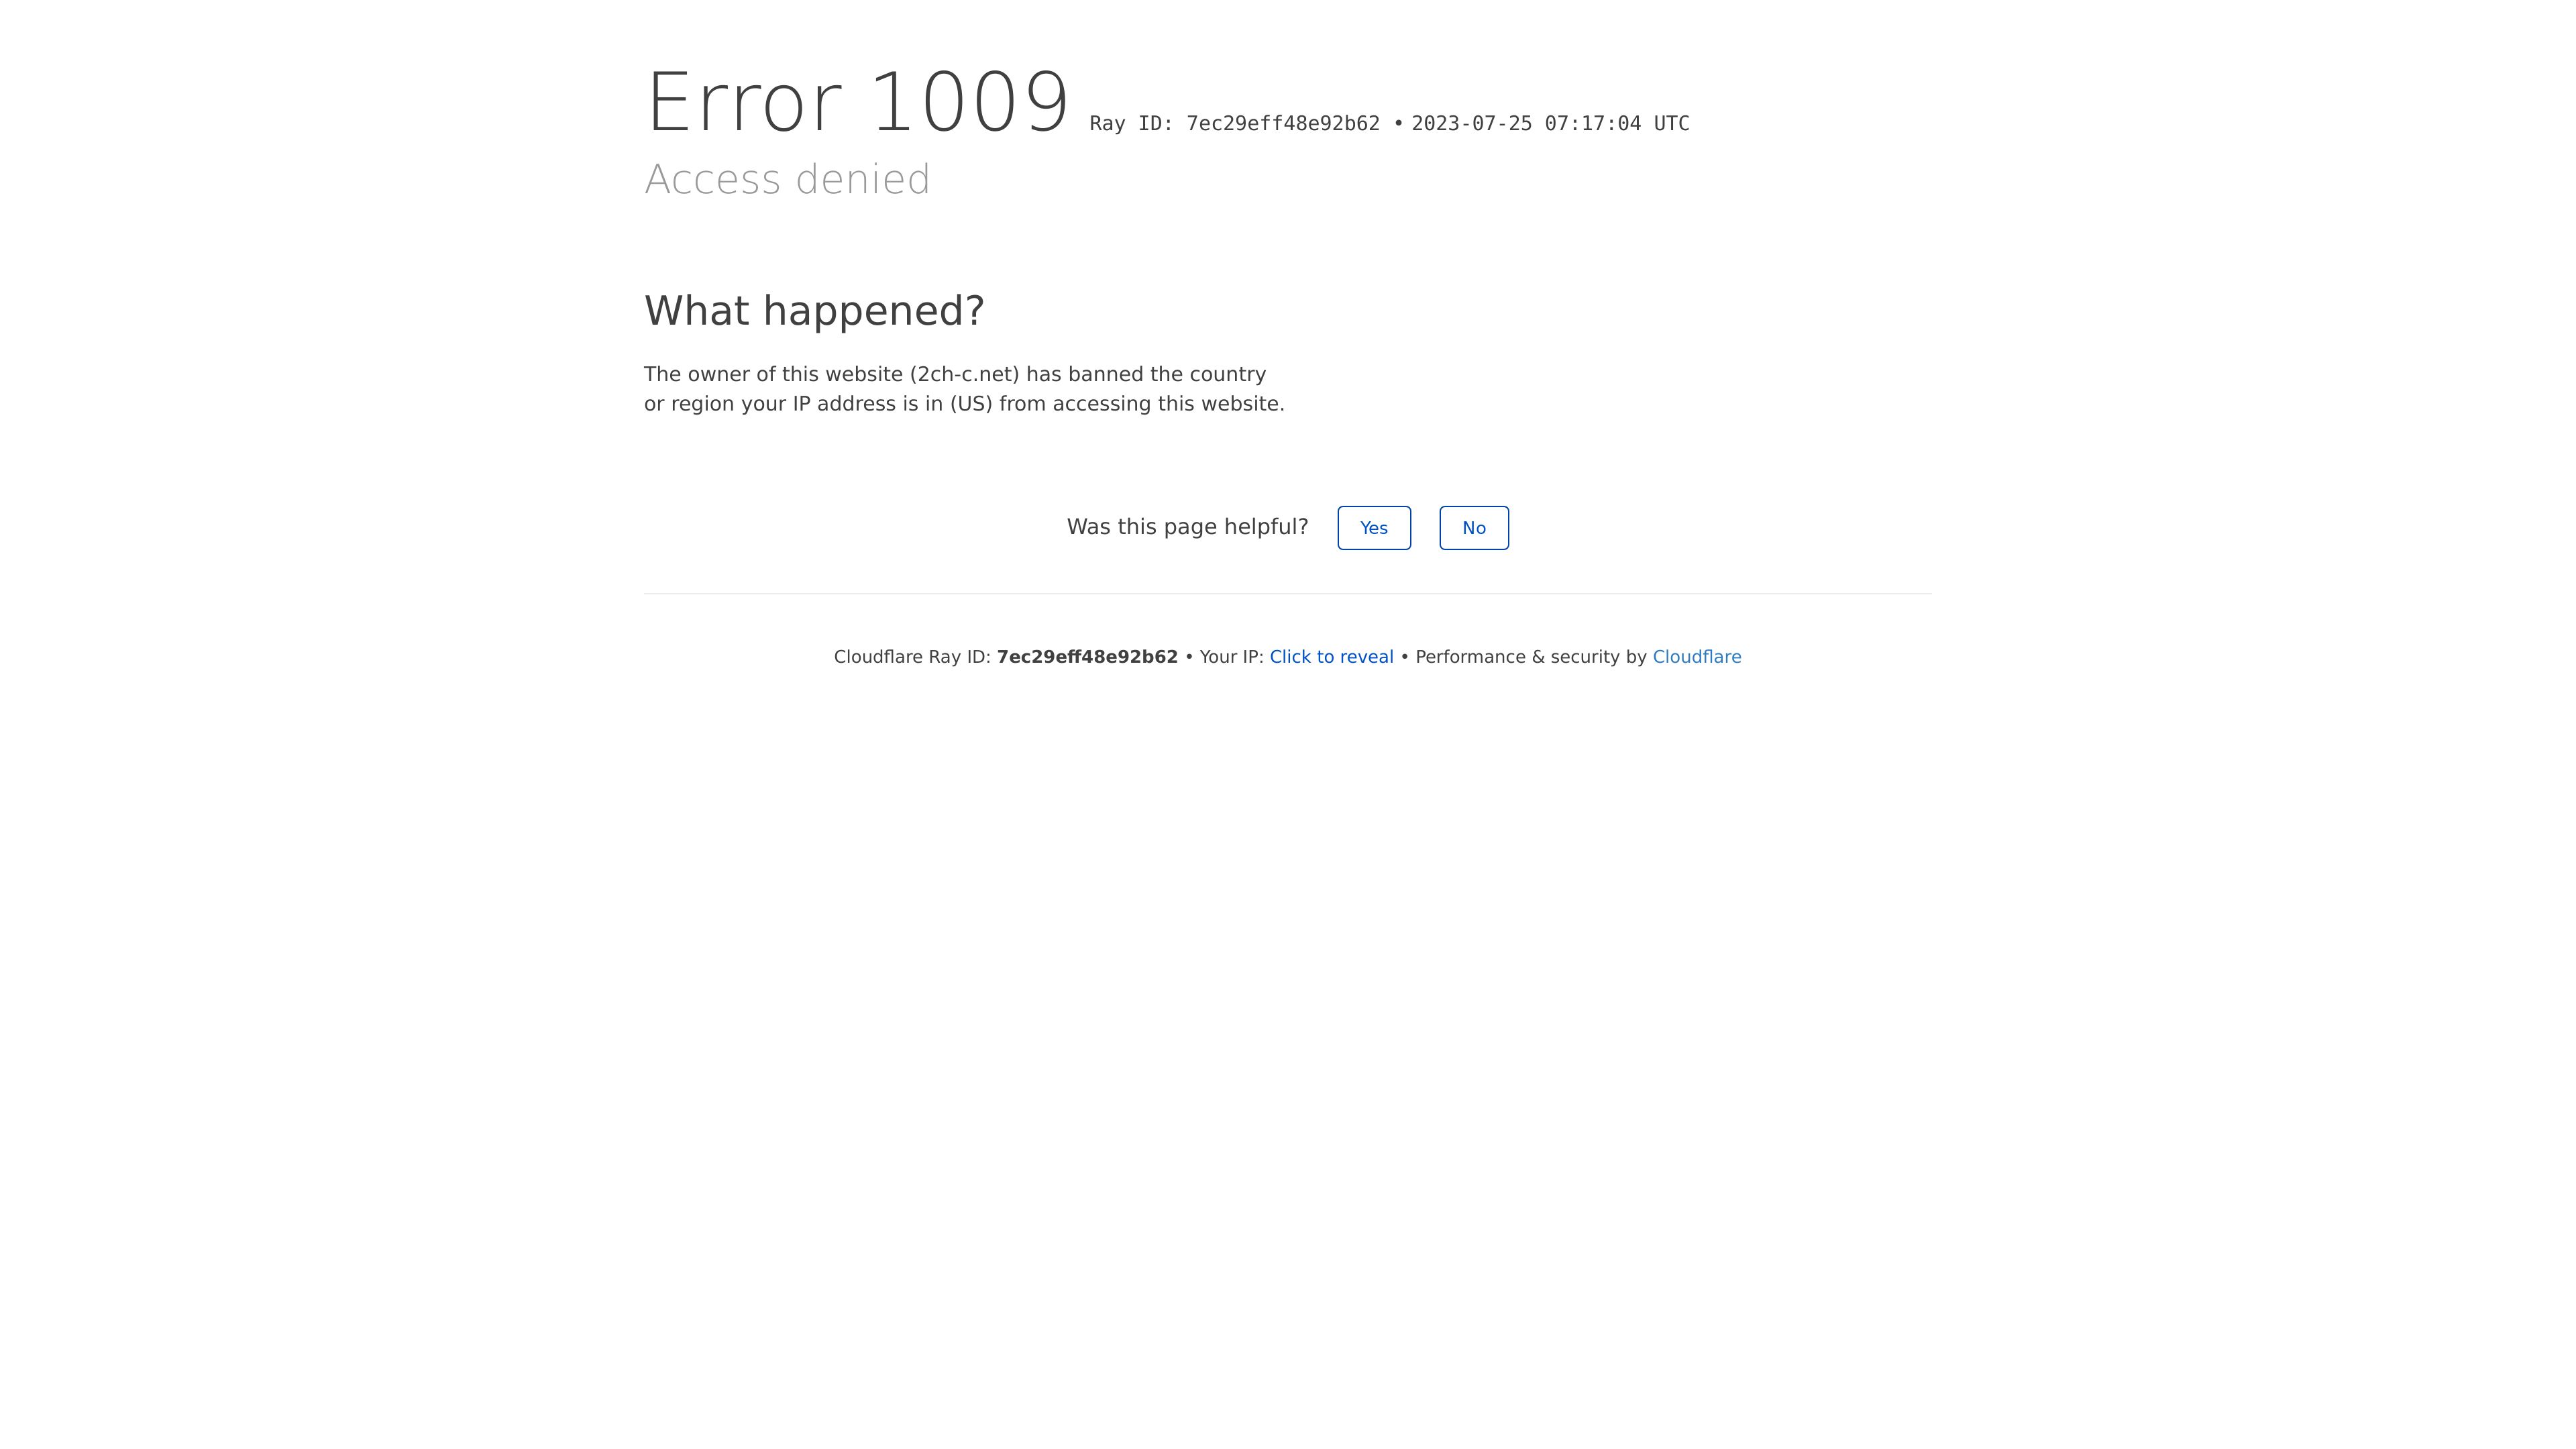 Error 1009 Ray ID: 7ec29eff48e92b62 • 2023-07-25 07:17:04 UTC
Access denied
What happened?
The owner of this website (2ch-c.net) has banned the country
or region your IP address is in (US) from accessing this website.
Was this page helpful? Yes No
Cloudflare Ray ID: 7ec29eff48e92b62 • Your IP: Click to reveal • Performance & security by Cloudflare